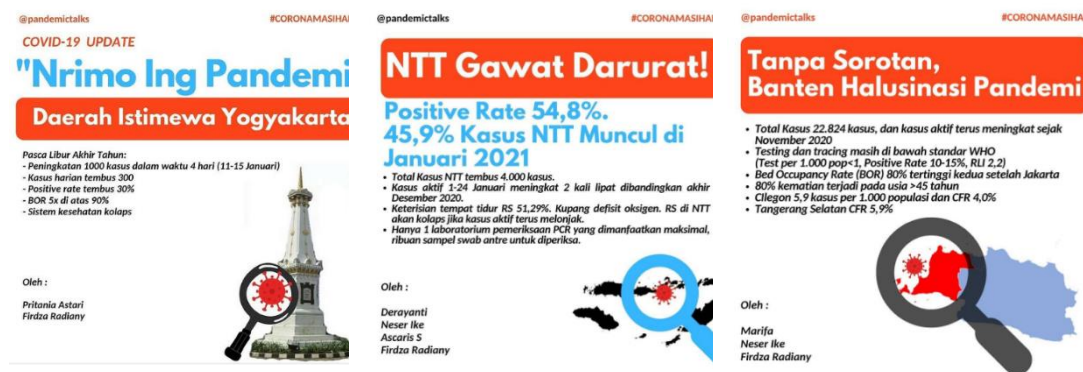 @pandemictalks
#CORONAMASIHA
COVID-19 UPDATE
"Nrimo Ing Pandemi
Daerah Istimewa Yogyakarta
Pasca Libur Akhir Tahun:
- Peningkatan 1000 kasus dalam waktu 4 hari (11-15 Januari)
- Kasus harian tembus 300
- Positive rate tembus 30%
- BOR 5x di atas 90%
- Sistem kesehatan kolaps
Oleh :
Pritania Astari
Firdza Radiany
@pandemictalks
#CORONAMASIHA
NTT Gawat Darurat!
Positive Rate 54,8%.
45,9% Kasus NTT Muncul di
Januari 2021
• Total Kasus NTT tembus 4.000 kasus.
• Kasus aktif 1-24 Januari meningkat 2 kali lipat dibandingkan akhir
Desember 2020.
• Keterisian tempat tidur RS 51,29%. Kupang defisit oksigen. RS di NTT
akan kolaps jika kasus aktif terus melonjak.
• Hanya 1 laboratorium pemeriksaan PCR yang dimanfaatkan maksimal,
ribuan sampel swab antre untuk diperiksa.
Oleh :
Derayanti
Neser Ike
Ascaris S
Firdza Radiany
@pandemictalks
#CORONAMASIHA
Tanpa Sorotan,
Banten Halusinasi Pandemi
• Total Kasus 22.824 kasus, dan kasus aktif terus meningkat sejak
November 2020
• Testing dan tracing masih di bawah standar WHO
(Test per 1.000 pop<1, Positive Rate 10-15%, RLI 2,2)
• Bed Occupancy Rate (BOR) 80% tertinggi kedua setelah Jakarta
• 80% kematian terjadi pada usia >45 tahun
• Cilegon 5,9 kasus per 1.000 populasi dan CFR 4,0%
• Tangerang Selatan CFR 5,9%
Oleh :
Marifa
Neser Ike
Firdza Radiany